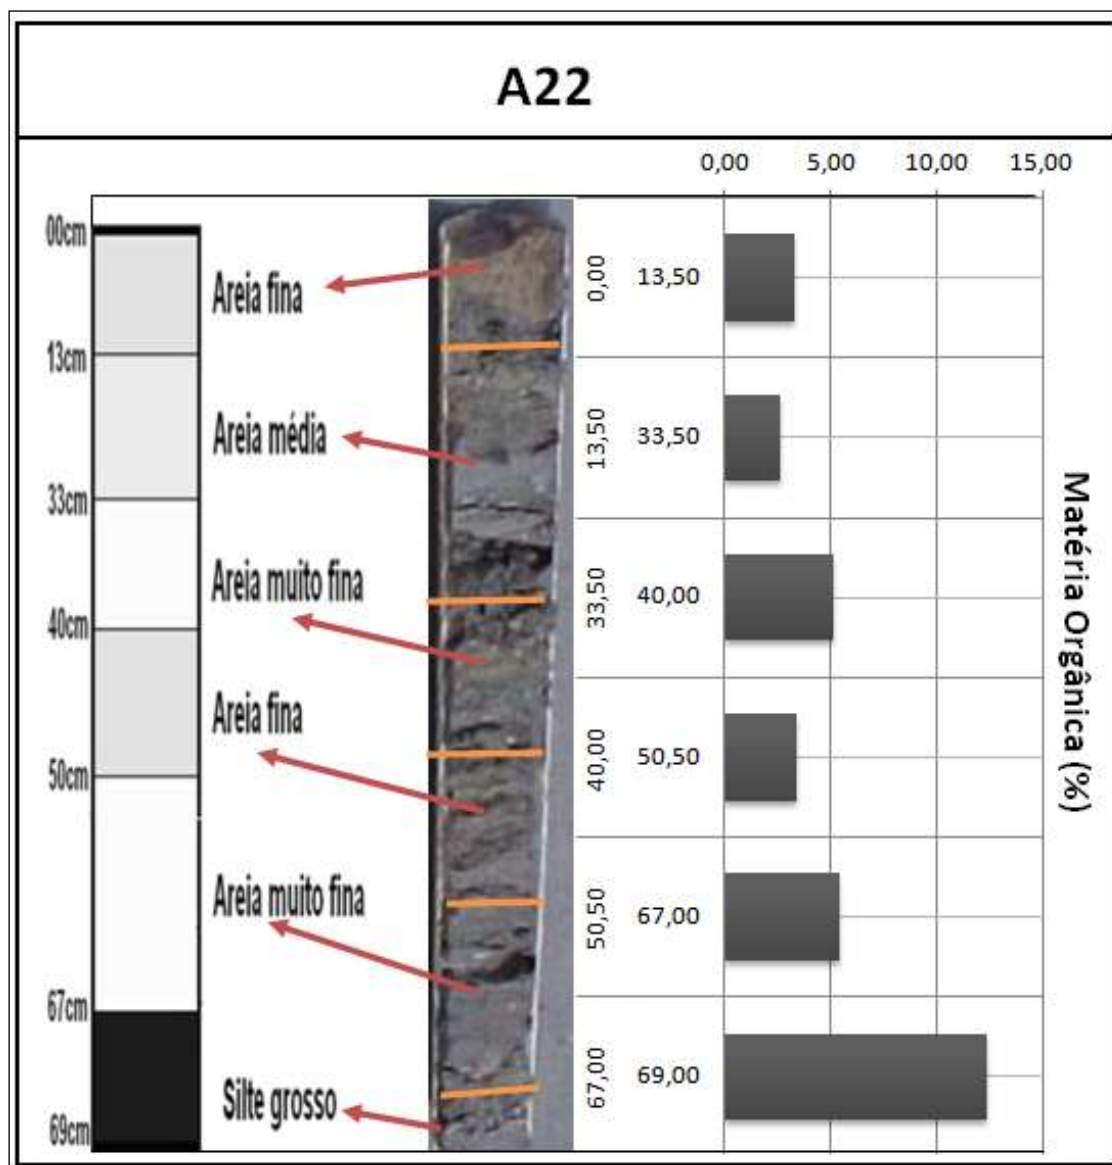 A22
0,00 5,00 10,00 15,00
00cm
Areia fina
0,00 13,50
13cm
Areia média
13,50 33,50
33cm
Areia muito fina
33,50 40,00
40cm
Areia fina
40,00 50,50
50cm
Areia muito fina
50,50 67,00
67cm
Silte grosso
67,00 69,00
69cm
Matéria Orgânica (%)